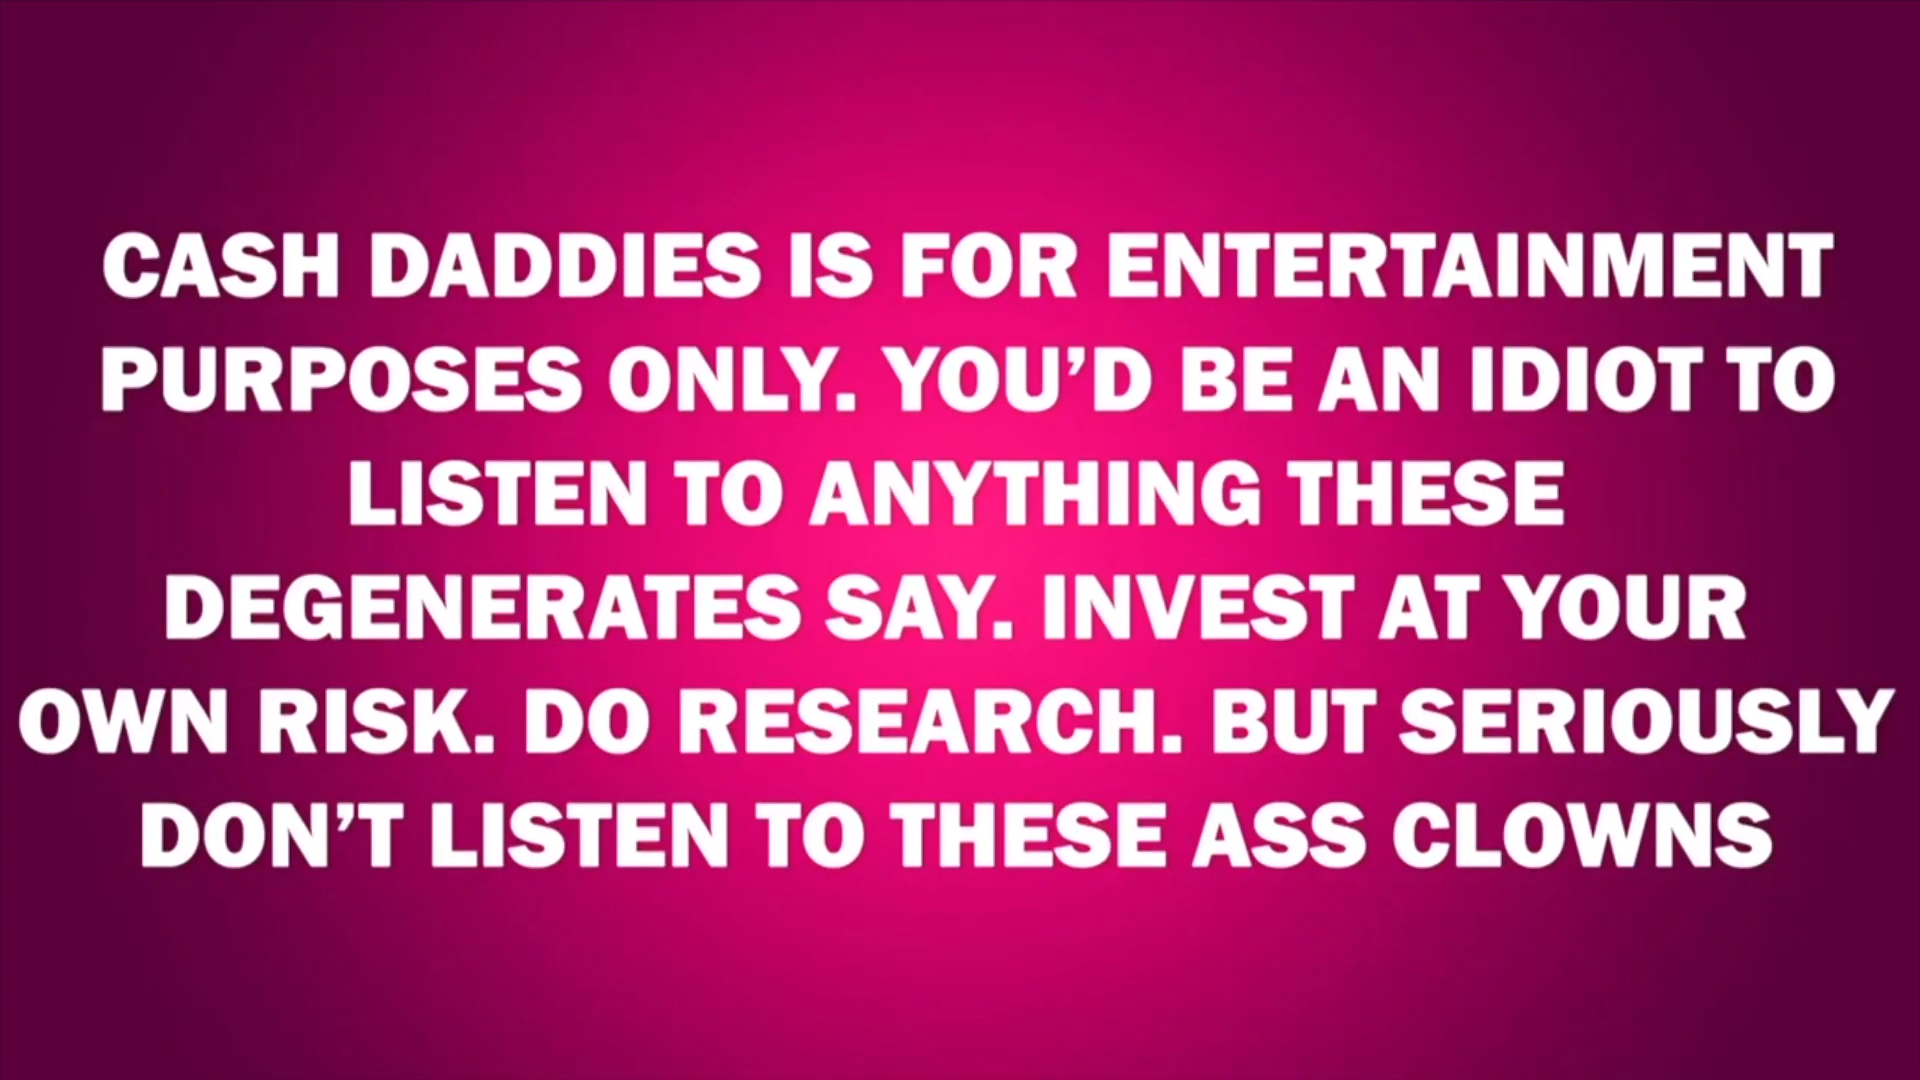 CASH DADDIES IS FOR ENTERTAINMENT
PURPOSES ONLY. YOU’D BE AN IDIOT TO
LISTEN TO ANYTHING THESE
DEGENERATES SAY. INVEST AT YOUR
OWN RISK. DO RESEARCH. BUT SERIOUSLY
DON’T LISTEN TO THESE ASS CLOWNS